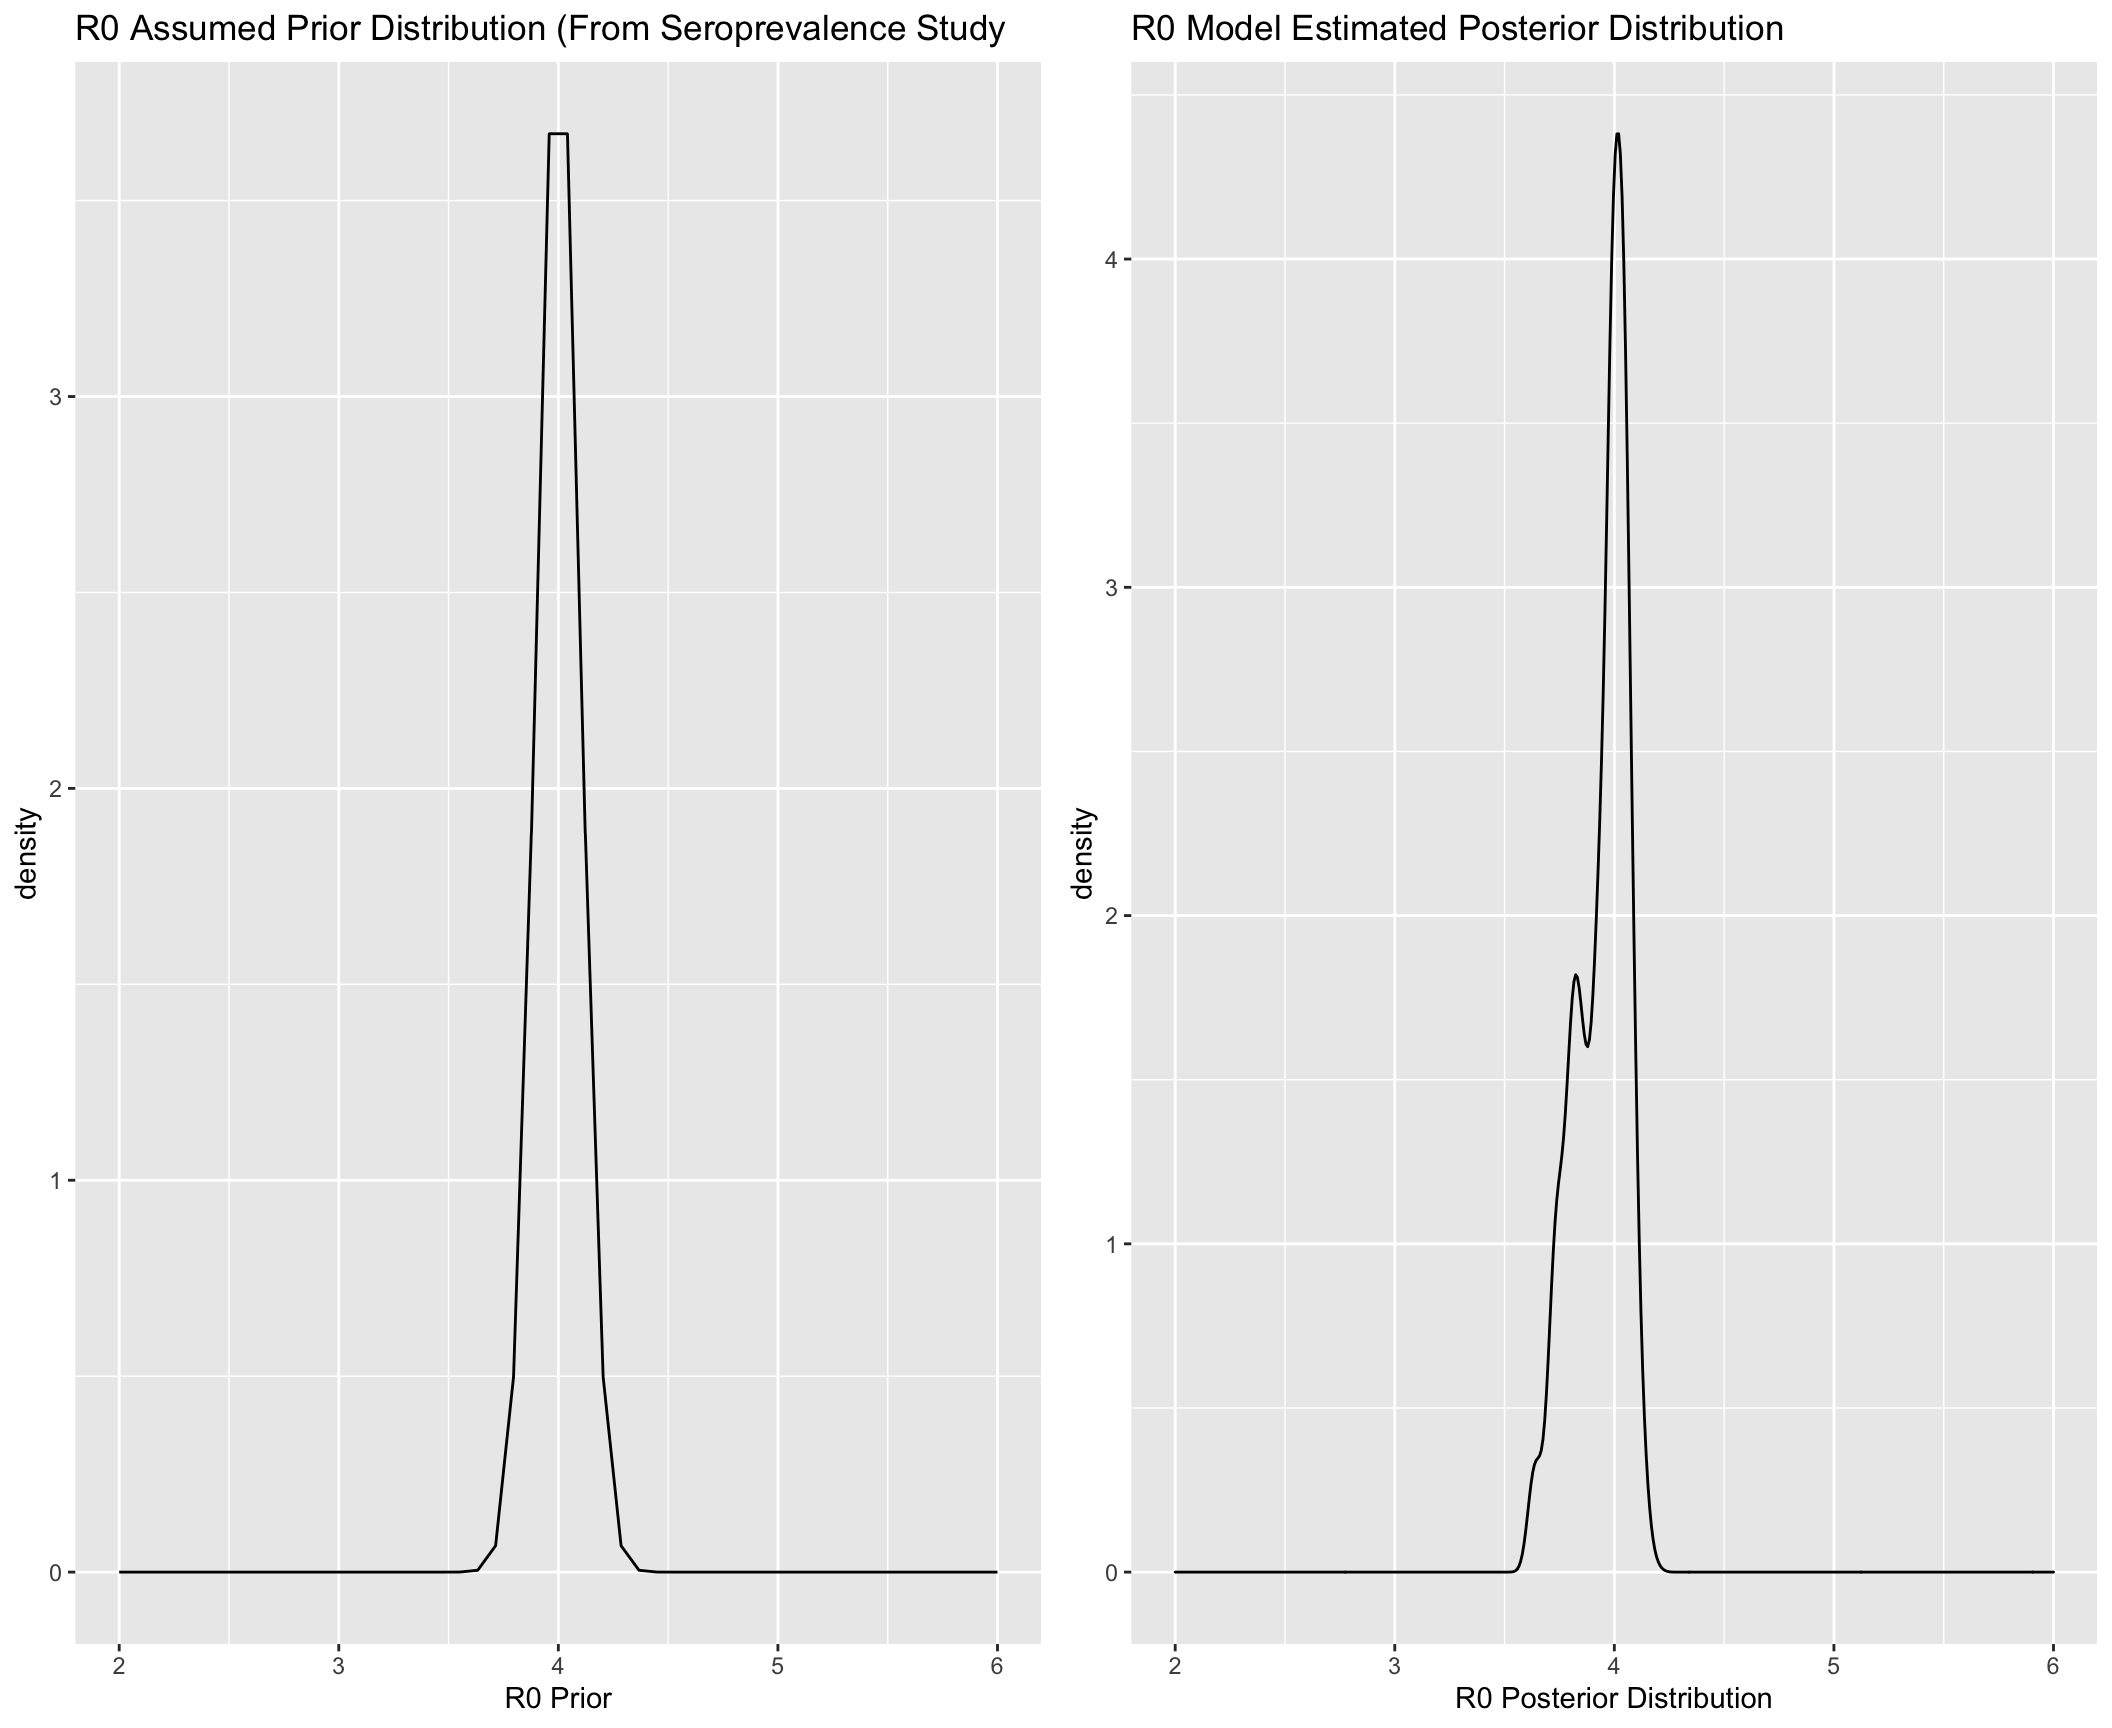 R0 Assumed Prior Distribution (From Seroprevalence Study
density
3
2
1
0
2 3 4 5 6
R0 Prior
R0 Model Estimated Posterior Distribution
density
4
3
2
1
0
2 3 4 5 6
R0 Posterior Distribution